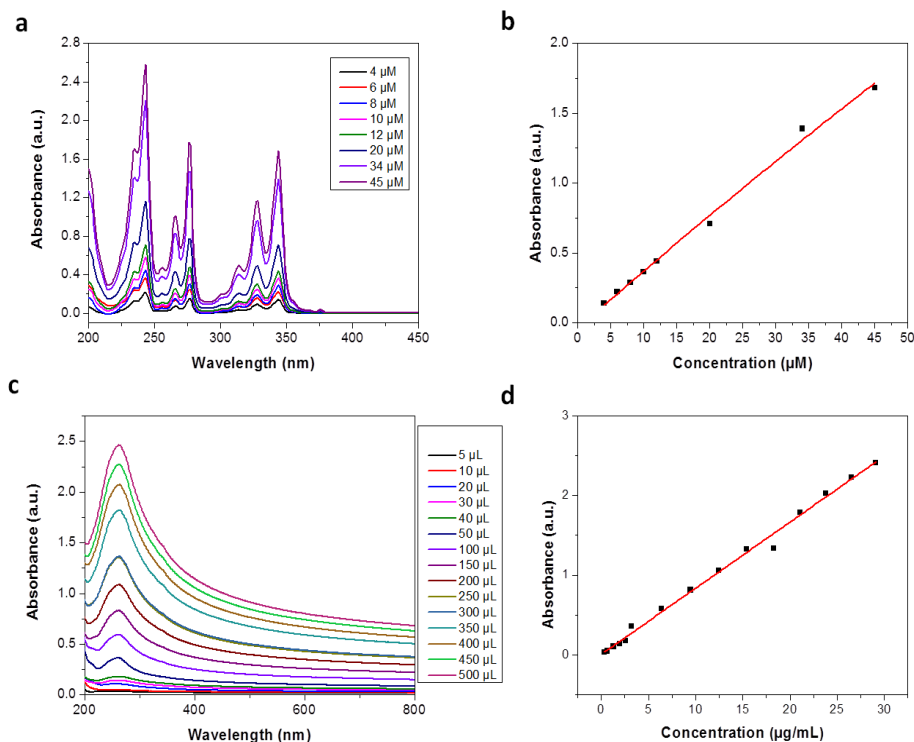 a
Absorbance (a.u.)
2.8
2.4
2.0
1.6
1.2
0.8
0.4
0.0
200
250
300
350
400
450
Wavelength (nm)
4 µM
6 µM
8 µM
10 µM
12 µM
20 µM
34 µM
45 µM
b
Absorbance (a.u.)
2.0
1.5
1.0
0.5
0.0
0
5
10
15
20
25
30
35
40
45
50
Concentration (µM)
c
Absorbance (a.u.)
2.5
2.0
1.5
1.0
0.5
0.0
200
300
400
500
600
700
800
Wavelength (nm)
5 µL
10 µL
20 µL
30 µL
40 µL
50 µL
100 µL
150 µL
200 µL
250 µL
300 µL
350 µL
400 µL
450 µL
500 µL
d
Absorbance (a.u.)
3
2
1
0
0
5
10
15
20
25
30
Concentration (µg/mL)